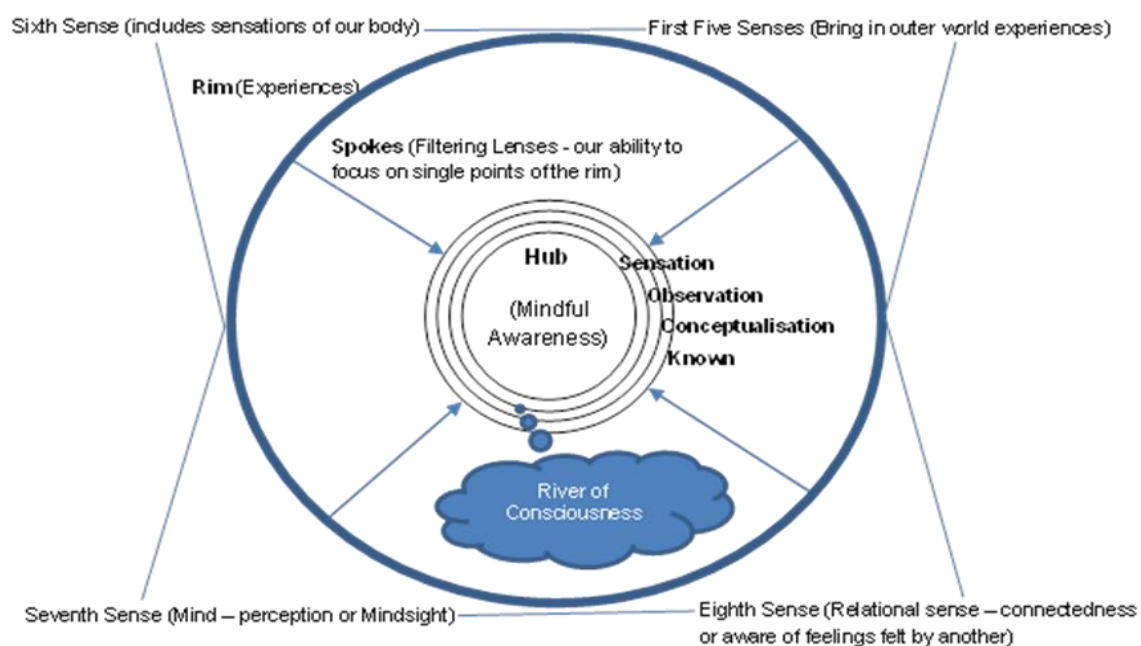 Sixth Sense (includes sensations of our body)
First Five Senses (Bring in outer world experiences)
Rim (Experiences)
Spokes (Filtering Lenses - our ability to
focus on single points of the rim)
Hub
(Mindful
Awareness)
Sensation
Observation
Conceptualisation
Known
River of
Consciousness
Seventh Sense (Mind – perception or Mindsight)
Eighth Sense (Relational sense – connectedness
or aware of feelings felt by another)